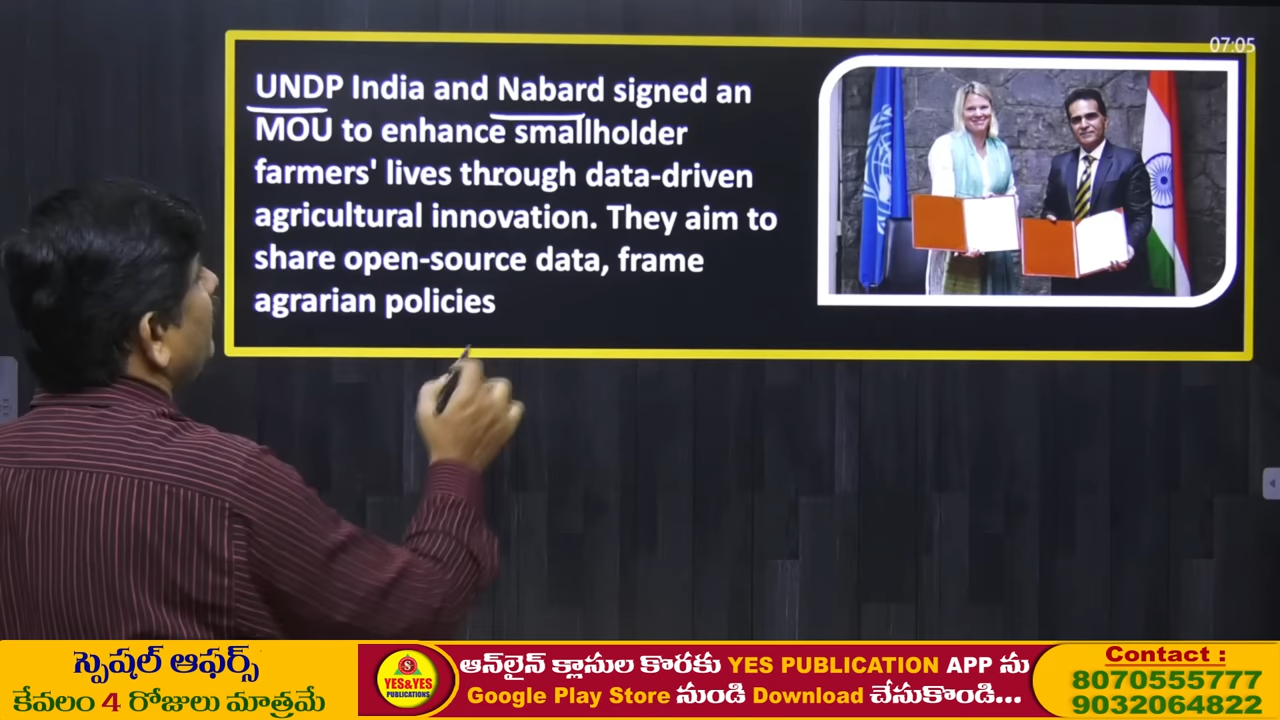 07:05
UNDP India and Nabard signed an
MOU to enhance smallholder
farmers' lives through data-driven
agricultural innovation. They aim to
share open-source data, frame
agrarian policies
స్పెషల్ ఆఫర్స్
కేవలం 4 రోజులు మాత్రమే
S
YES&YES
PUBLICATIONS
ఆన్‌లైన్ క్లాసుల కొరకు YES PUBLICATION APP ను
Google Play Store నుండి Download చేసుకొండి...
Contact :
8070555777
9032064822